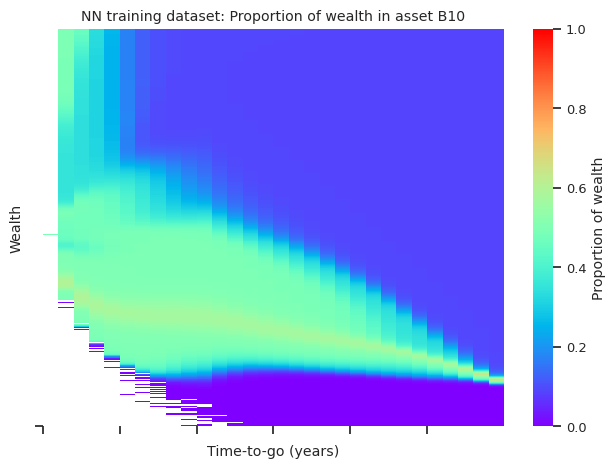 NN training dataset: Proportion of wealth in asset B10
Wealth
Time-to-go (years)
1.0
0.8
0.6
0.4
0.2
0.0
Proportion of wealth